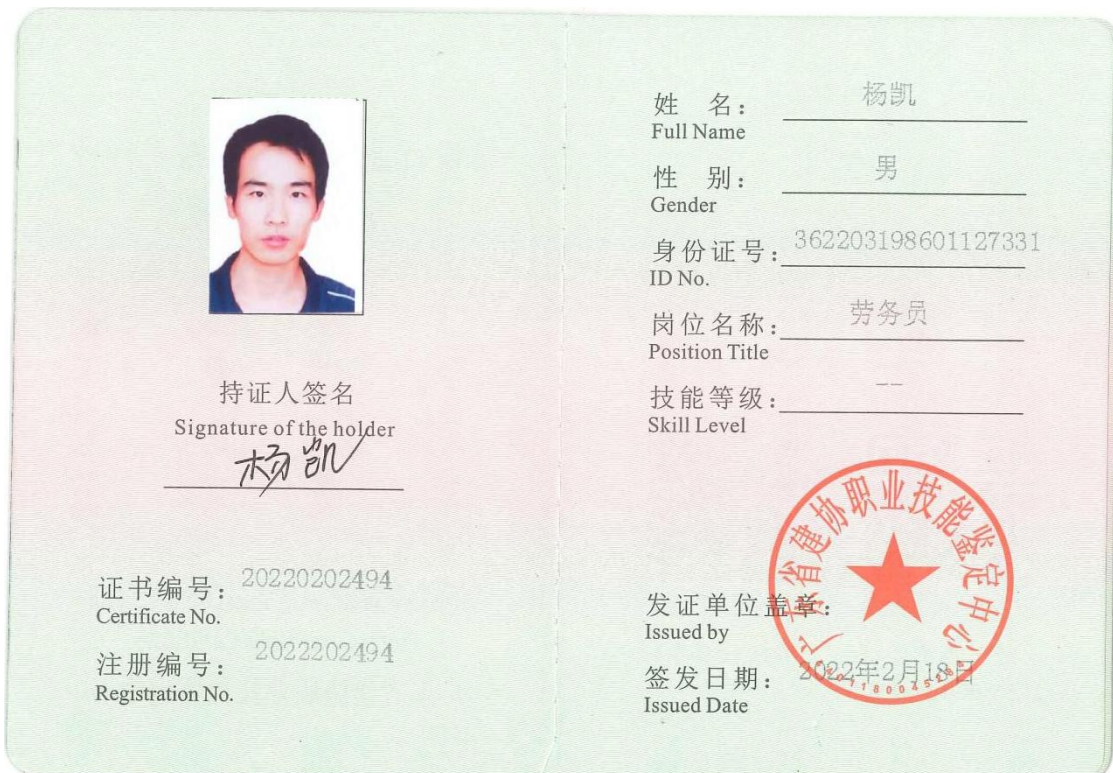 持证人签名
Signature of the holder
杨凯
证书编号：20220202494
Certificate No.
注册编号：2022202494
Registration No.
姓 名：杨凯
Full Name
性 别：男
Gender
身份证号：362203198601127331
ID No.
岗位名称：劳务员
Position Title
技能等级：--
Skill Level
广东省建协职业技能鉴定中心
发证单位盖章：
Issued by
签发日期：2022年2月18日
Issued Date